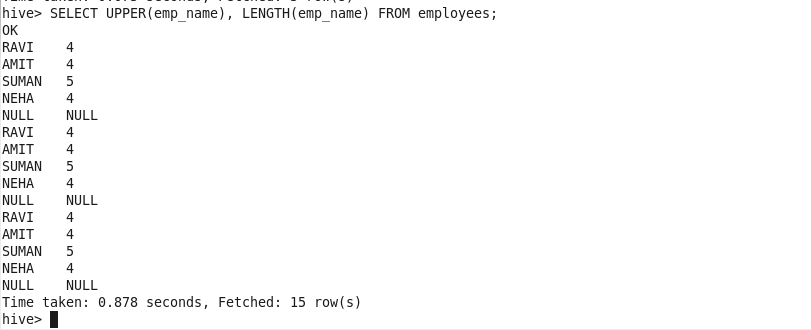 hive> SELECT UPPER(emp_name), LENGTH(emp_name) FROM employees;
OK
RAVI    4
AMIT    4
SUMAN   5
NEHA    4
NULL    NULL
RAVI    4
AMIT    4
SUMAN   5
NEHA    4
NULL    NULL
RAVI    4
AMIT    4
SUMAN   5
NEHA    4
NULL    NULL
Time taken: 0.878 seconds, Fetched: 15 row(s)
hive>